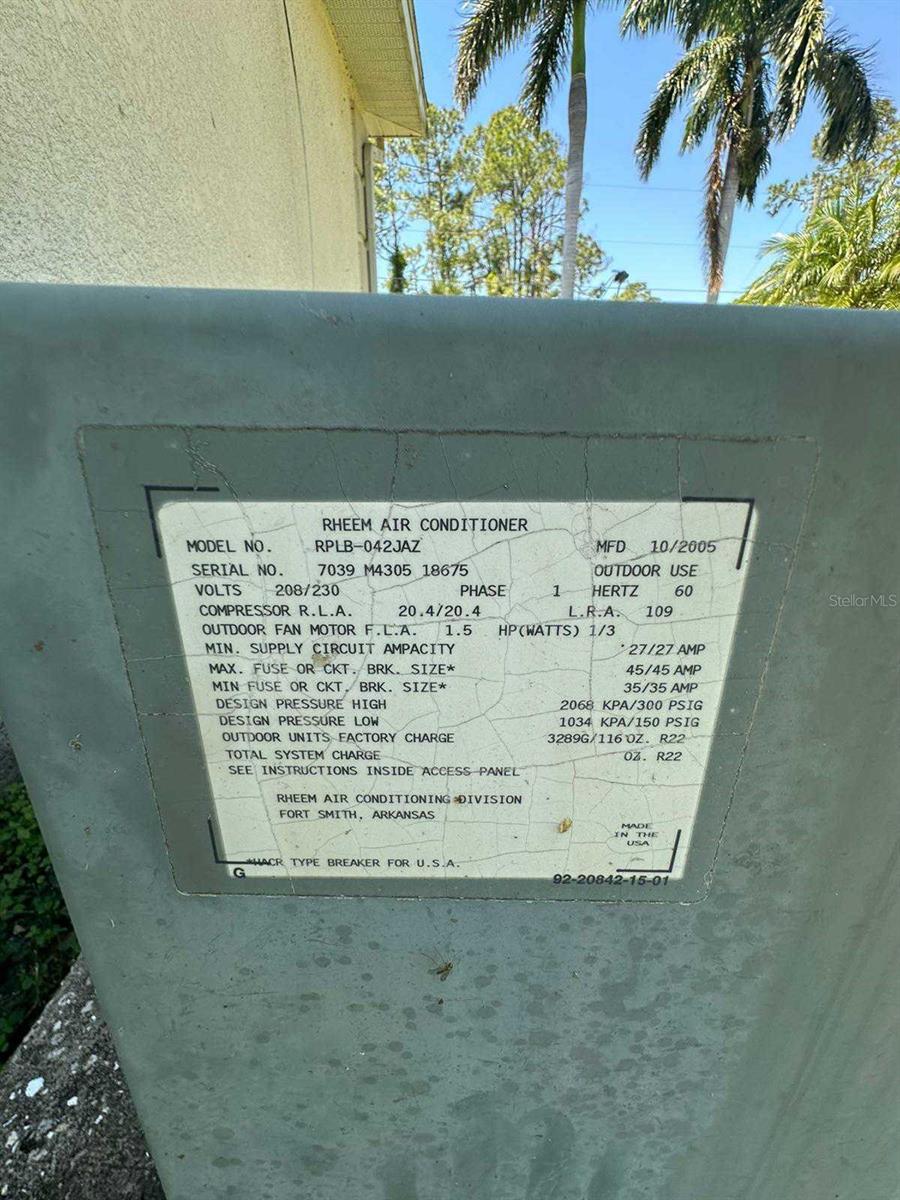 RHEEM AIR CONDITIONER
MODEL NO. RPLB-042JAZ MFD 10/2005
SERIAL NO. 7039 M4305 18675 OUTDOOR USE
VOLTS 208/230 PHASE 1 HERTZ 60
COMPRESSOR R.L.A. 20.4/20.4 L.R.A. 109
OUTDOOR FAN MOTOR F.L.A. 1.5 HP(WATTS) 1/3
MIN. SUPPLY CIRCUIT AMPACITY 27/27 AMP
MAX. FUSE OR CKT. BRK. SIZE* 45/45 AMP
MIN FUSE OR CKT. BRK. SIZE* 35/35 AMP
DESIGN PRESSURE HIGH 2068 KPA/300 PSIG
DESIGN PRESSURE LOW 1034 KPA/150 PSIG
OUTDOOR UNITS FACTORY CHARGE 3289G/116 OZ. R22
TOTAL SYSTEM CHARGE OZ. R22
SEE INSTRUCTIONS INSIDE ACCESS PANEL
RHEEM AIR CONDITIONING DIVISION
FORT SMITH, ARKANSAS
MADE
IN THE
USA
*HACR TYPE BREAKER FOR U.S.A.
G 92-20842-15-01
StellarMLS